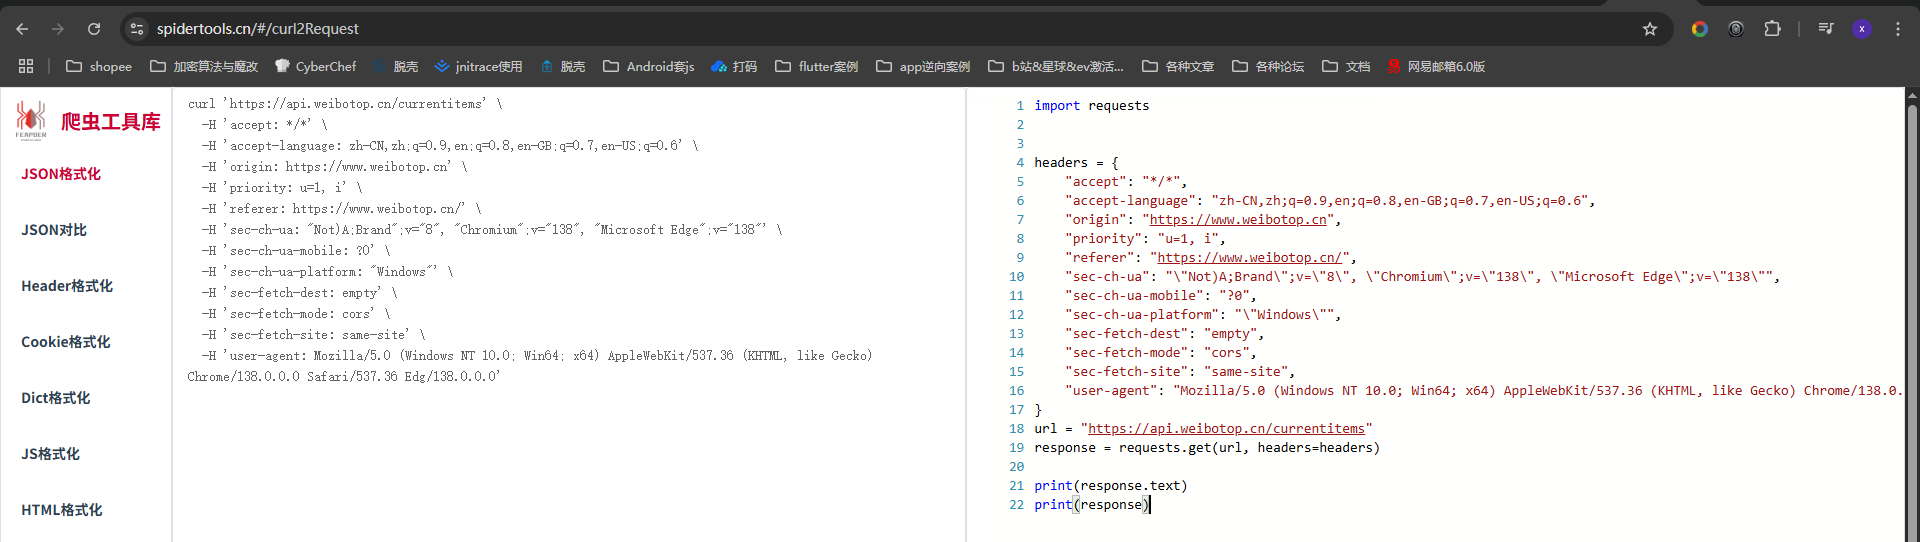 spidertools.cn/#/curl2Request
x
shopee 加密算法与魔改 CyberChef 脱壳 jnitrace使用 脱壳 Android套js 打码 flutter案例 app逆向案例 b站&星球&ev激活... 各种文章 各种论坛 文档 网易邮箱6.0版
FEAPDER
爬虫工具库
JSON格式化
JSON对比
Header格式化
Cookie格式化
Dict格式化
JS格式化
HTML格式化
curl 'https://api.weibotop.cn/currentitems' \
-H 'accept: */*' \
-H 'accept-language: zh-CN,zh;q=0.9,en;q=0.8,en-GB;q=0.7,en-US;q=0.6' \
-H 'origin: https://www.weibotop.cn' \
-H 'priority: u=1, i' \
-H 'referer: https://www.weibotop.cn/' \
-H 'sec-ch-ua: "Not)A;Brand";v="8", "Chromium";v="138", "Microsoft Edge";v="138"' \
-H 'sec-ch-ua-mobile: ?0' \
-H 'sec-ch-ua-platform: "Windows"' \
-H 'sec-fetch-dest: empty' \
-H 'sec-fetch-mode: cors' \
-H 'sec-fetch-site: same-site' \
-H 'user-agent: Mozilla/5.0 (Windows NT 10.0; Win64; x64) AppleWebKit/537.36 (KHTML, like Gecko)
Chrome/138.0.0.0 Safari/537.36 Edg/138.0.0.0'
1 import requests
2
3
4 headers = {
5 "accept": "*/*",
6 "accept-language": "zh-CN,zh;q=0.9,en;q=0.8,en-GB;q=0.7,en-US;q=0.6",
7 "origin": "https://www.weibotop.cn",
8 "priority": "u=1, i",
9 "referer": "https://www.weibotop.cn/",
10 "sec-ch-ua": "\"Not)A;Brand\";v=\"8\", \"Chromium\";v=\"138\", \"Microsoft Edge\";v=\"138\"",
11 "sec-ch-ua-mobile": "?0",
12 "sec-ch-ua-platform": "\"Windows\"",
13 "sec-fetch-dest": "empty",
14 "sec-fetch-mode": "cors",
15 "sec-fetch-site": "same-site",
16 "user-agent": "Mozilla/5.0 (Windows NT 10.0; Win64; x64) AppleWebKit/537.36 (KHTML, like Gecko) Chrome/138.0.
17 }
18 url = "https://api.weibotop.cn/currentitems"
19 response = requests.get(url, headers=headers)
20
21 print(response.text)
22 print(response)